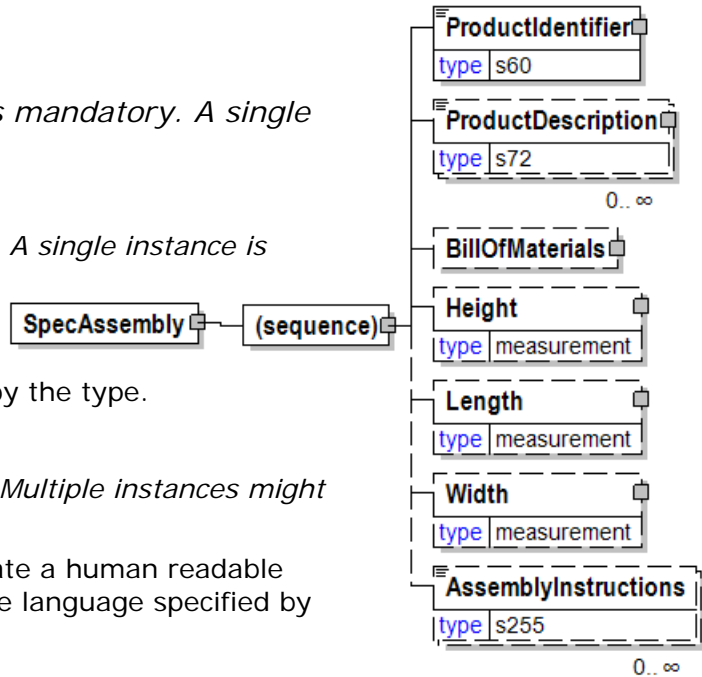 s mandatory. A single
A single instance is
by the type.
Multiple instances might
ate a human readable
e language specified by
SpecAssembly
(sequence)
ProductIdentifier
type s60
ProductDescription
type s72
0.. ∞
BillOfMaterials
Height
type measurement
Length
type measurement
Width
type measurement
AssemblyInstructions
type s255
0.. ∞